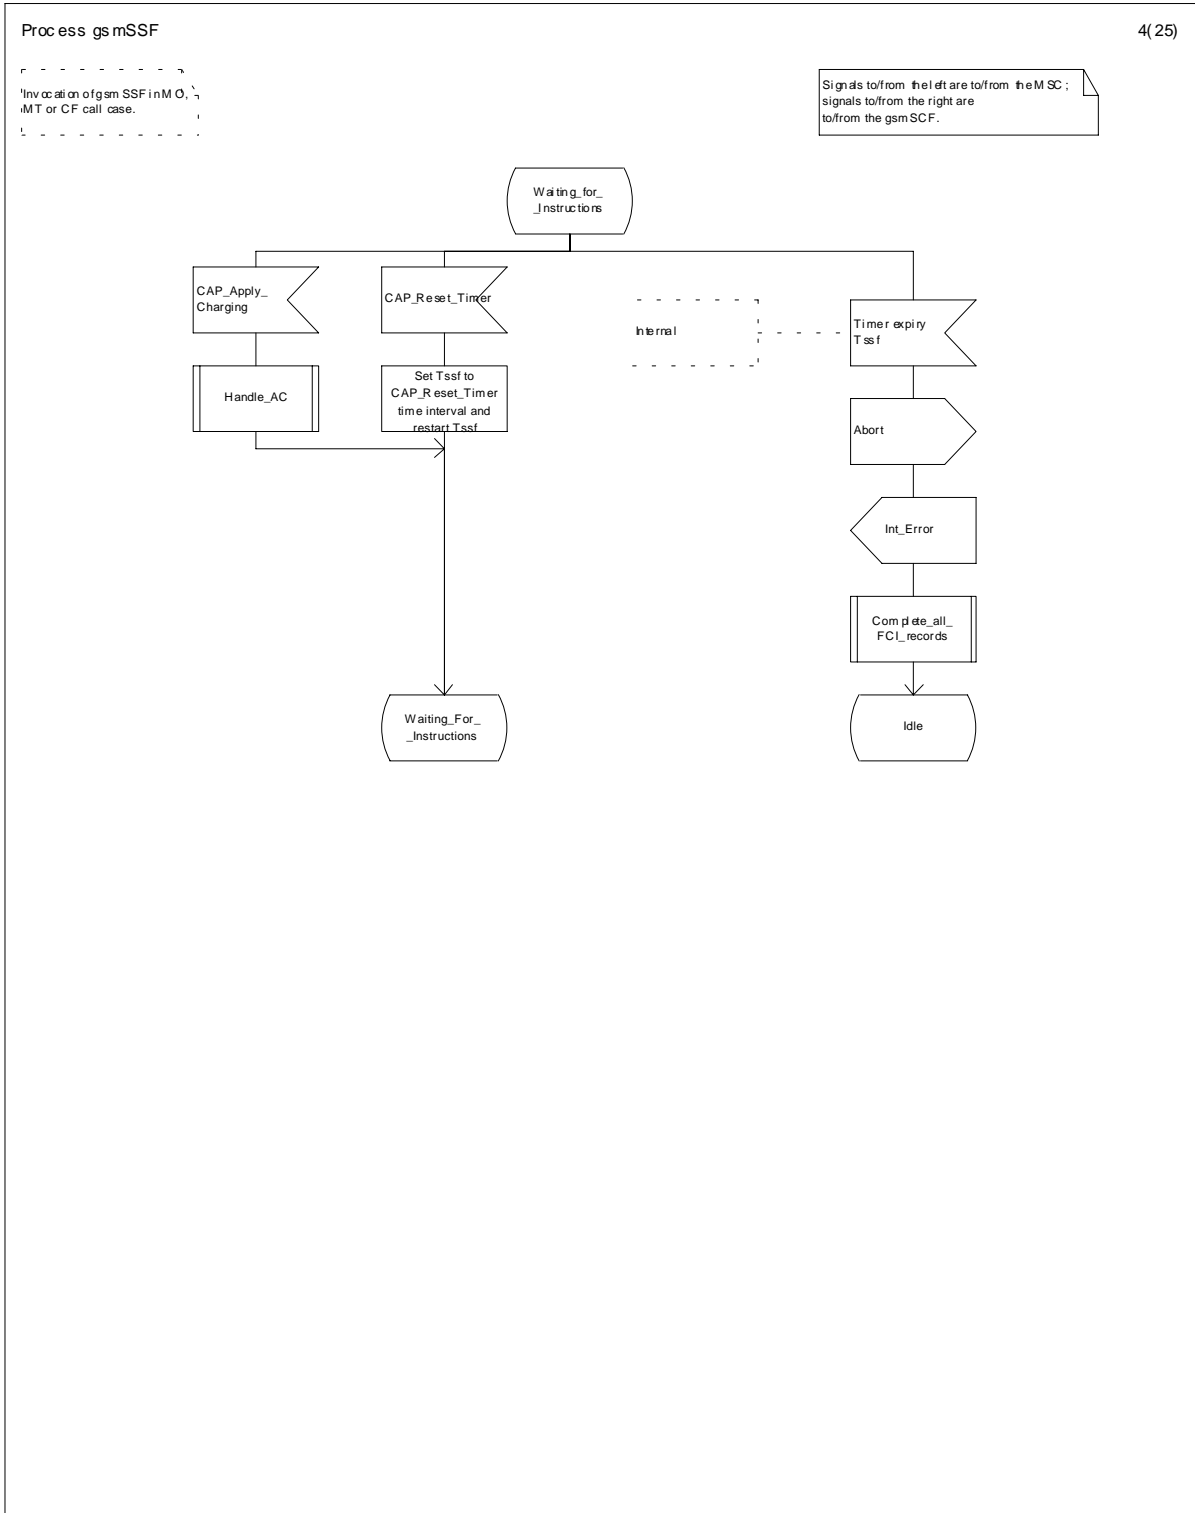 Process gsmSSF
4(25)
Invocation of gsmSSF in MO,
MT or CF call case.
Signals to/from the left are to/from the MSC;
signals to/from the right are
to/from the gsmSCF.
Waiting_for_
_Instructions
CAP_Apply_
Charging
CAP_Reset_Timer
Internal
Timer expiry
Tssf
Handle_AC
Set Tssf to
CAP_Reset_Timer
time interval and
restart Tssf
Abort
Int_Error
Complete_all_
FCI_records
Waiting_For_
_Instructions
Idle